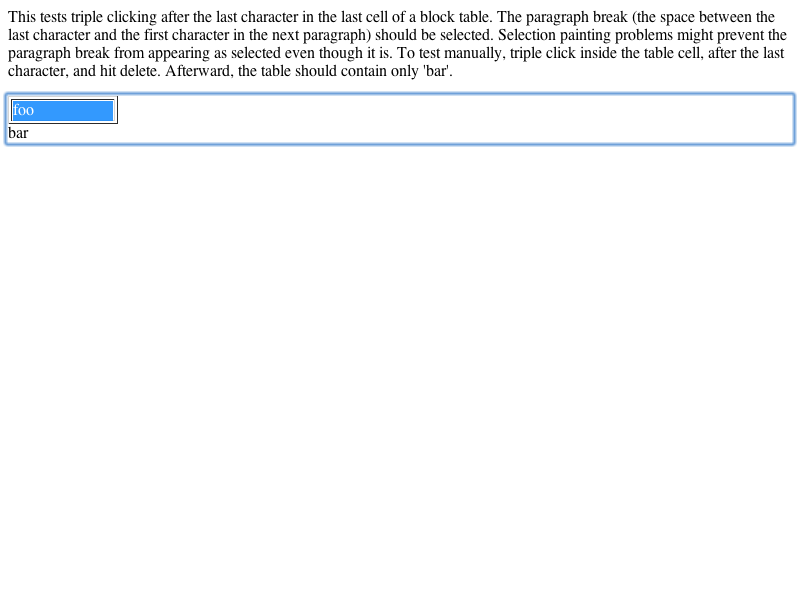 This tests triple clicking after the last character in the last cell of a block table. The paragraph break (the space between the
last character and the first character in the next paragraph) should be selected. Selection painting problems might prevent the
paragraph break from appearing as selected even though it is. To test manually, triple click inside the table cell, after the last
character, and hit delete. Afterward, the table should contain only 'bar'.
foo
bar